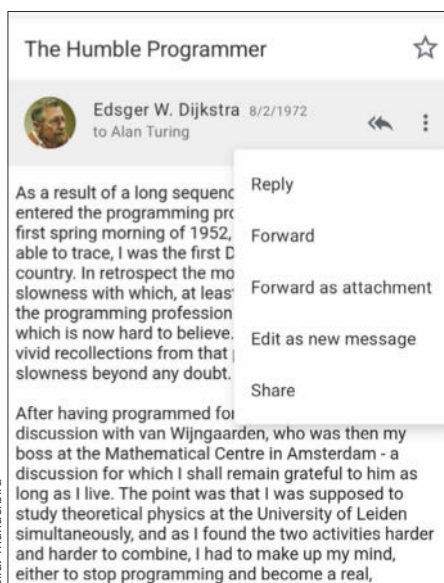 The Humble Programmer
Edsger W. Dijkstra 8/2/1972
to Alan Turing
Reply
Forward
Forward as attachment
Edit as new message
Share
As a result of a long sequenc
entered the programming pro
first spring morning of 1952,
able to trace, I was the first D
country. In retrospect the mo
slowness with which, at leas
the programming profession
which is now hard to believe.
vivid recollections from that
slowness beyond any doubt.
After having programmed for
discussion with van Wijngaarden, who was then my
boss at the Mathematical Centre in Amsterdam - a
discussion for which I shall remain grateful to him as
long as I live. The point was that I was supposed to
study theoretical physics at the University of Leiden
simultaneously, and as I found the two activities harder
and harder to combine, I had to make up my mind,
either to stop programming and become a real,